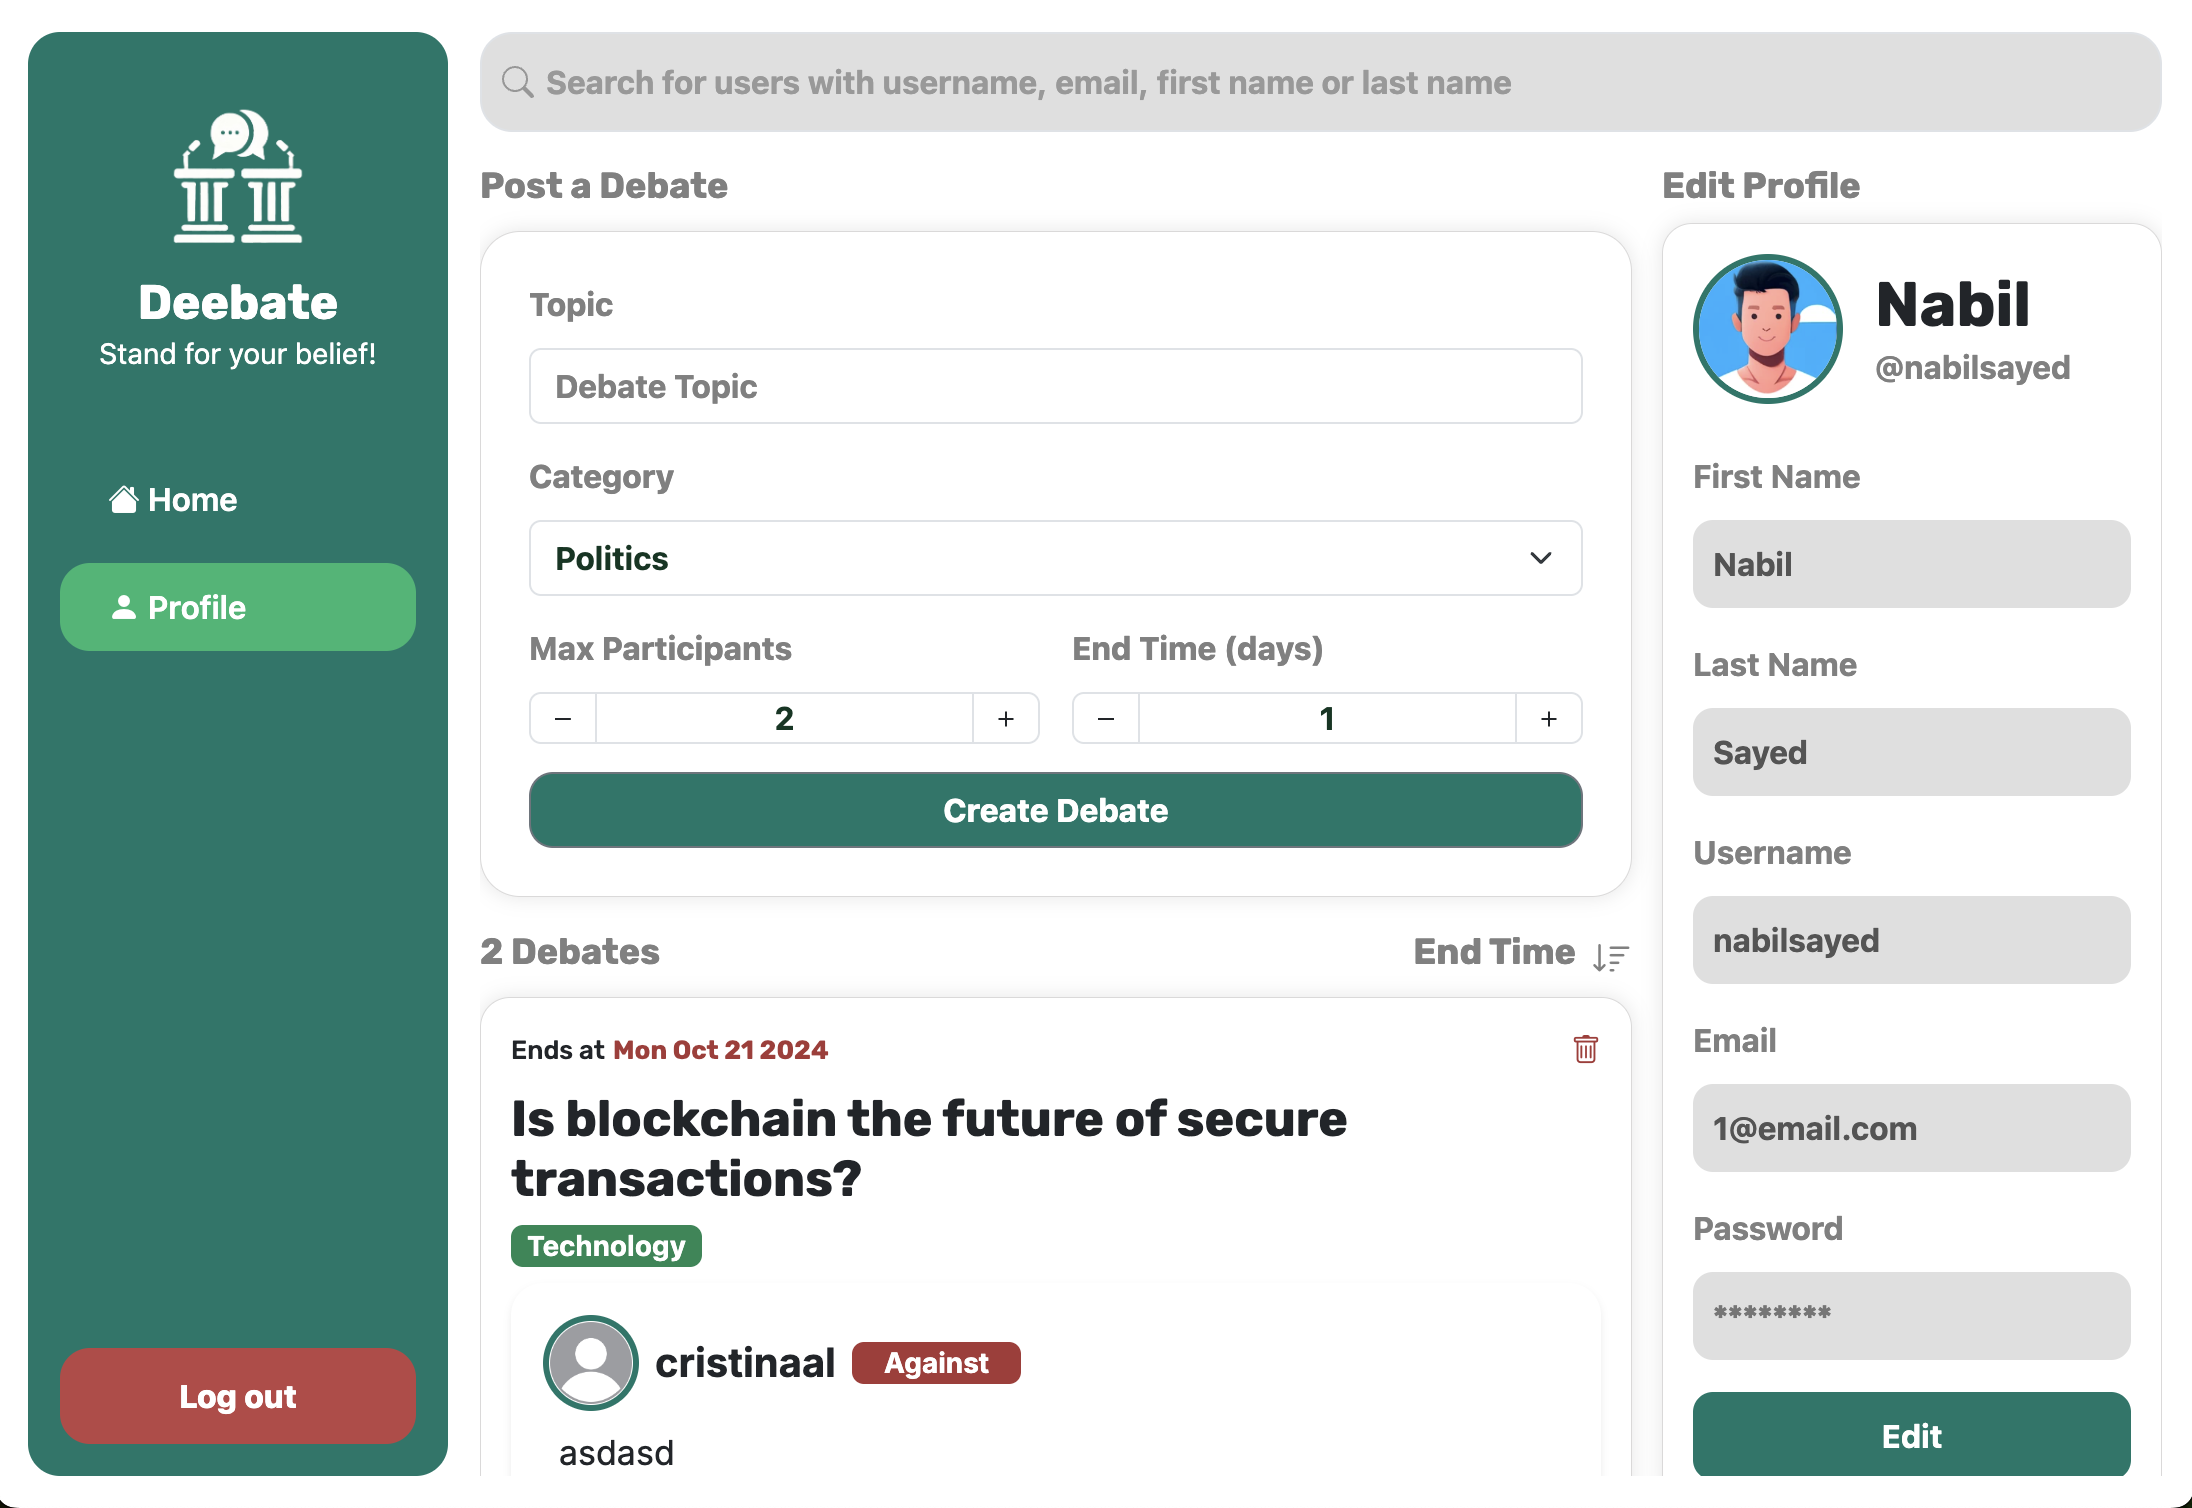 Deebate
Stand for your belief!
Home
Profile
Log out
Search for users with username, email, first name or last name
Post a Debate
Topic
Debate Topic
Category
Politics
Max Participants
End Time (days)
− 2 +
− 1 +
Create Debate
2 Debates
End Time
Ends at Mon Oct 21 2024
Is blockchain the future of secure
transactions?
Technology
cristinaal Against
asdasd
Edit Profile
Nabil
@nabilsayed
First Name
Nabil
Last Name
Sayed
Username
nabilsayed
Email
1@email.com
Password
********
Edit